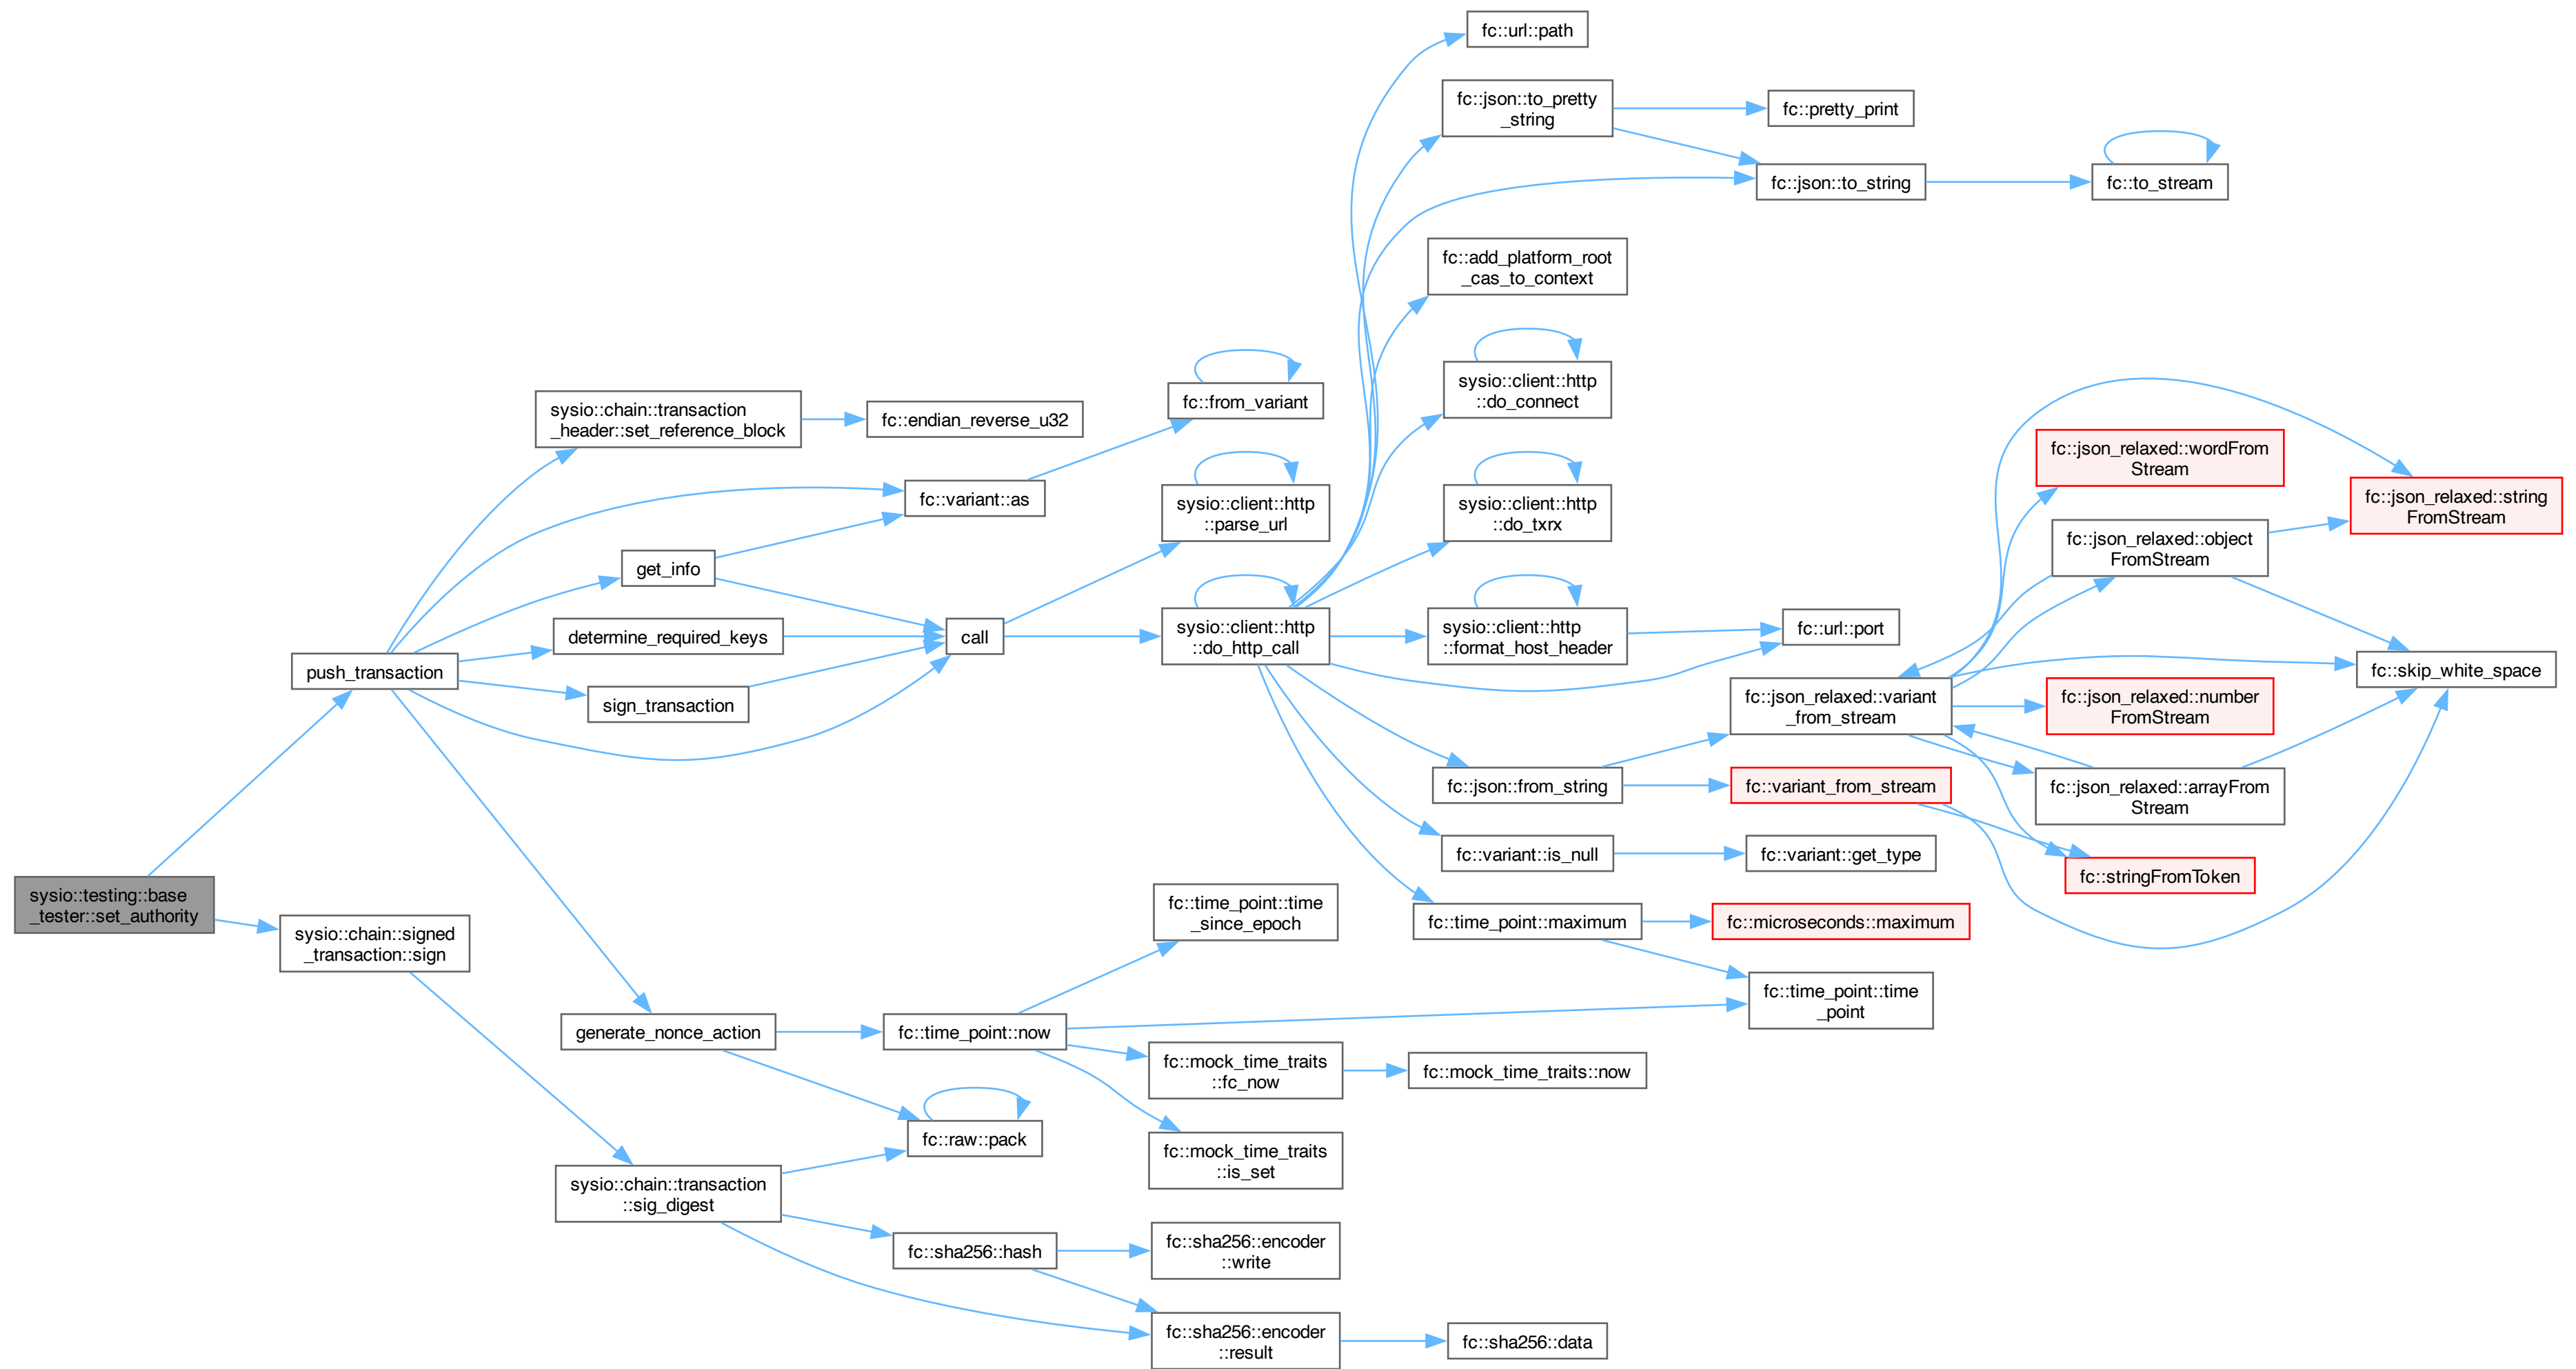 fc::url::path
fc::json::to_pretty
_string
fc::pretty_print
fc::json::to_string
fc::to_stream
fc::add_platform_root
_cas_to_context
sysio::client::http
::do_connect
fc::from_variant
sysio::chain::transaction
_header::set_reference_block
fc::endian_reverse_u32
fc::variant::as
sysio::client::http
::parse_url
sysio::client::http
::do_txrx
fc::json_relaxed::wordFrom
Stream
fc::json_relaxed::string
FromStream
fc::json_relaxed::object
FromStream
get_info
determine_required_keys
call
sysio::client::http
::do_http_call
sysio::client::http
::format_host_header
fc::url::port
fc::skip_white_space
push_transaction
sign_transaction
fc::json_relaxed::variant
_from_stream
fc::json_relaxed::number
FromStream
fc::json::from_string
fc::variant_from_stream
fc::json_relaxed::arrayFrom
Stream
fc::variant::is_null
fc::variant::get_type
fc::stringFromToken
sysio::testing::base
_tester::set_authority
sysio::chain::signed
_transaction::sign
fc::time_point::time
_since_epoch
fc::time_point::maximum
fc::microseconds::maximum
fc::time_point::time
_point
generate_nonce_action
fc::time_point::now
fc::mock_time_traits
::fc_now
fc::mock_time_traits::now
fc::raw::pack
fc::mock_time_traits
::is_set
sysio::chain::transaction
::sig_digest
fc::sha256::hash
fc::sha256::encoder
::write
fc::sha256::encoder
::result
fc::sha256::data